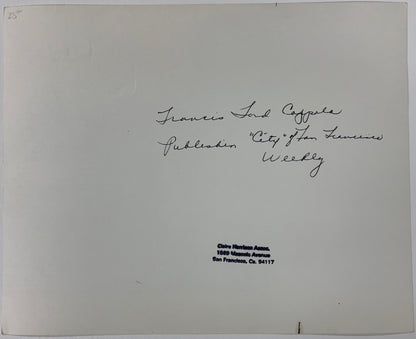 25
Francis Ford Coppola
Publisher "City" of San Francisco
Weekly
Claire Harrison Assoc.
1569 Masonic Avenue
San Francisco, Ca. 94117